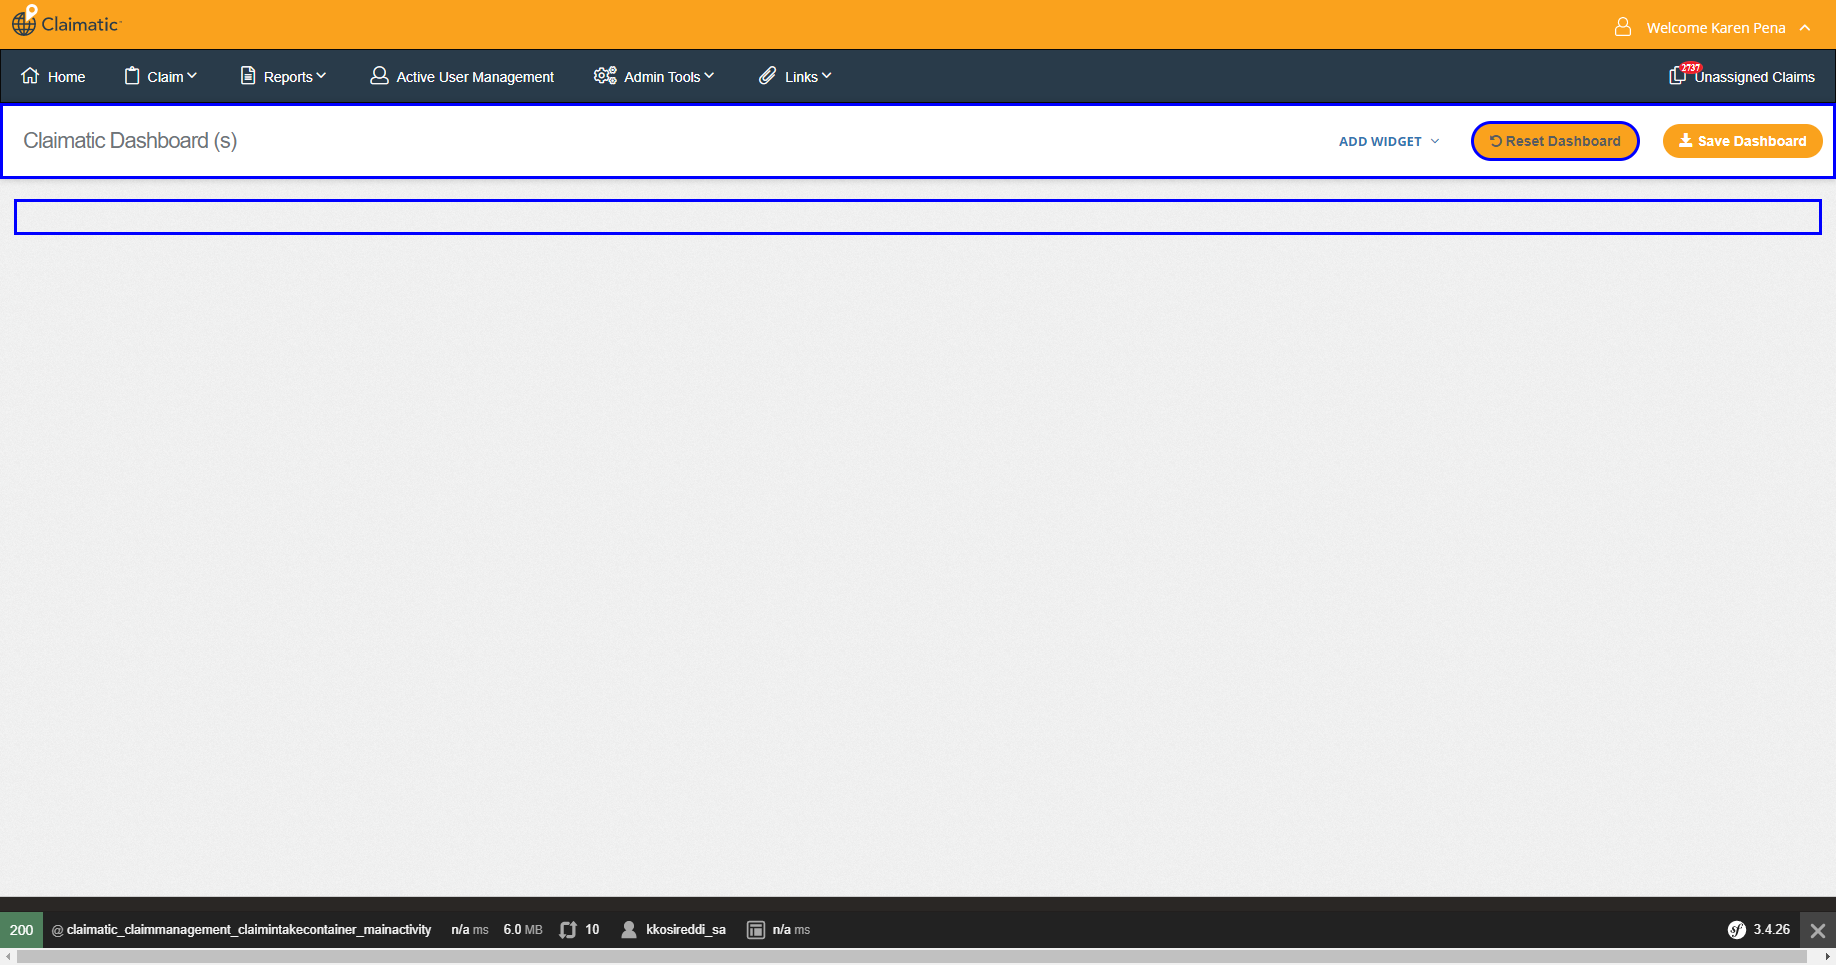 Claimatic
Welcome Karen Pena
Home Claim Reports Active User Management Admin Tools Links 2737 Unassigned Claims
Claimatic Dashboard (s) ADD WIDGET Reset Dashboard Save Dashboard
200 @ claimatic_claimmanagement_claimintakecontainer_mainactivity n/a ms 6.0 MB 10 kkosireddi_sa n/a ms sf 3.4.26